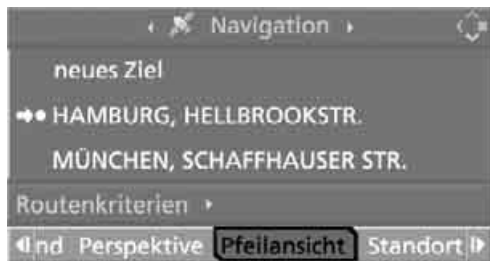 Navigation
neues Ziel
HAMBURG, HELLBROOKSTR.
MÜNCHEN, SCHAFFHAUSER STR.
Routenkriterien
nd Perspektive Pfeilansicht Standort